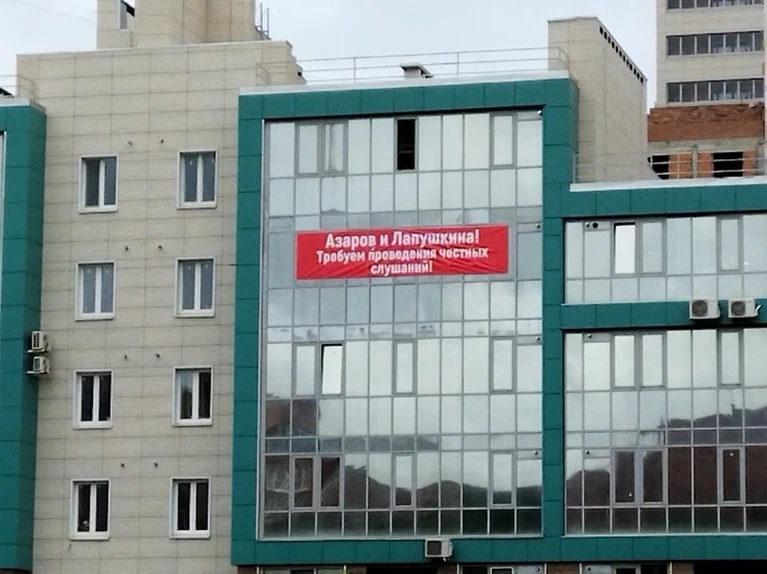 Азаров и Лапушкина!
Требуем проведения честных
слушаний!